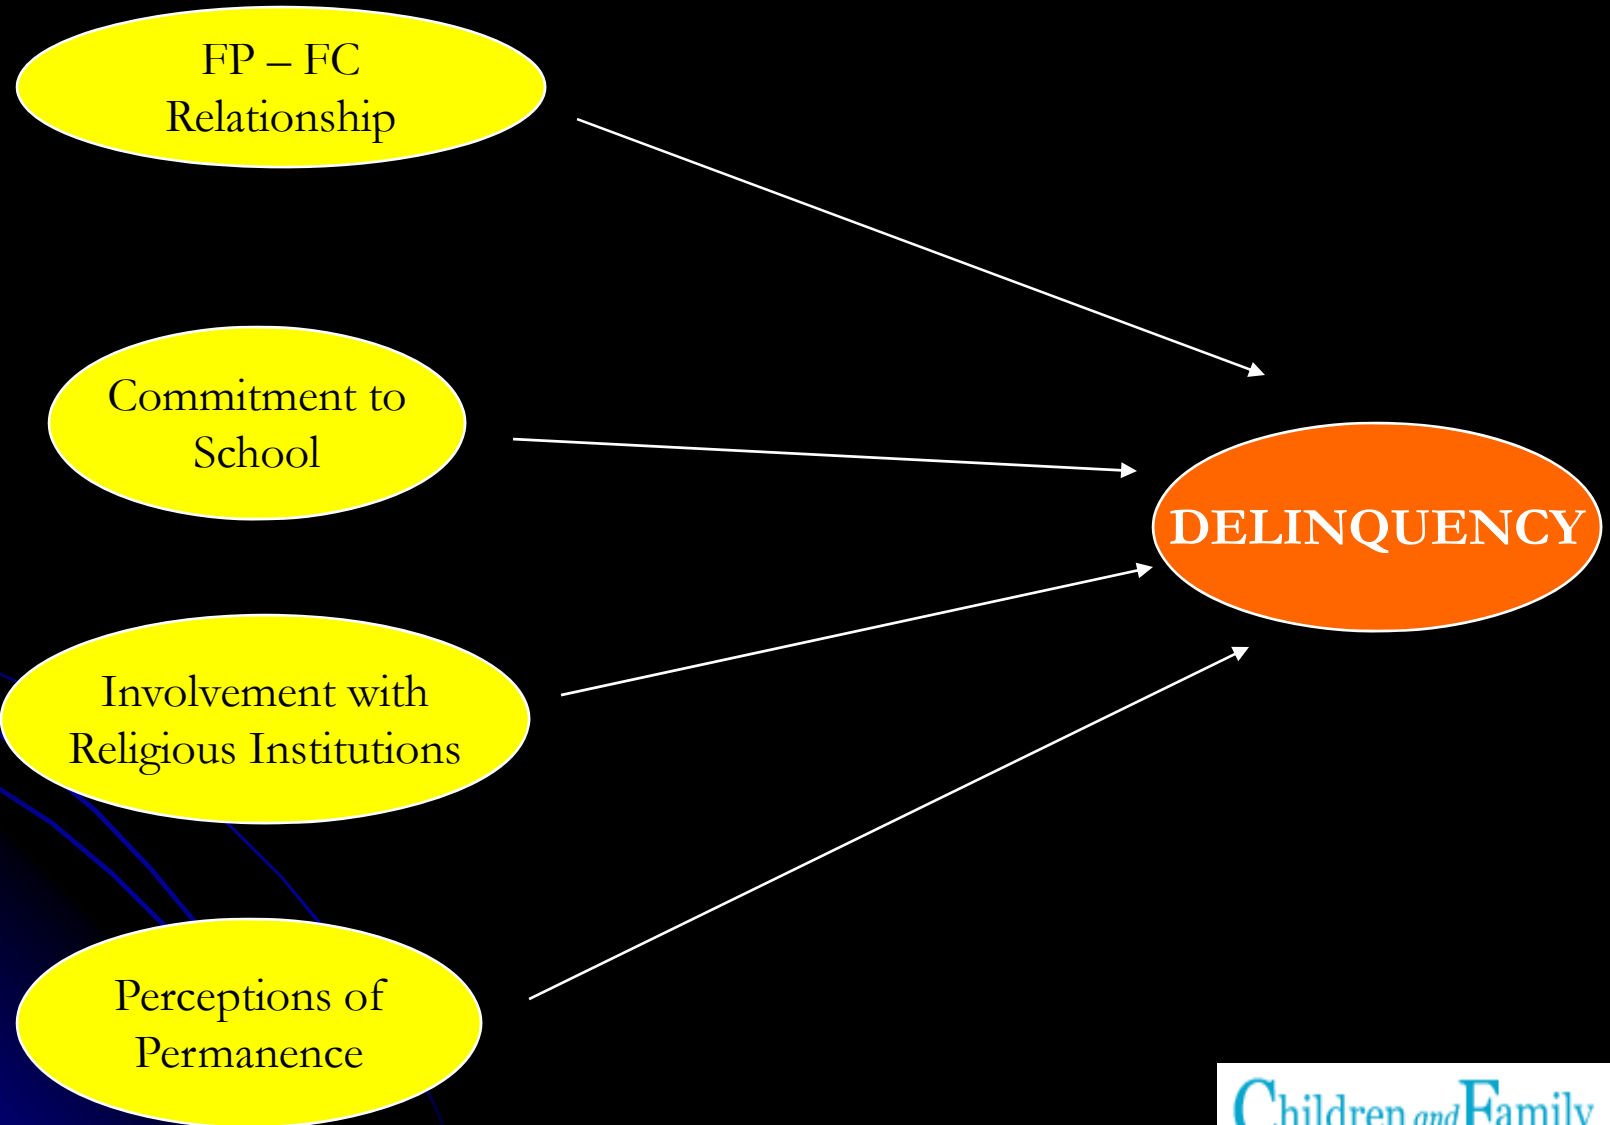 FP – FC
Relationship
Commitment to
School
DELINQUENCY
Involvement with
Religious Institutions
Perceptions of
Permanence
Children and Family